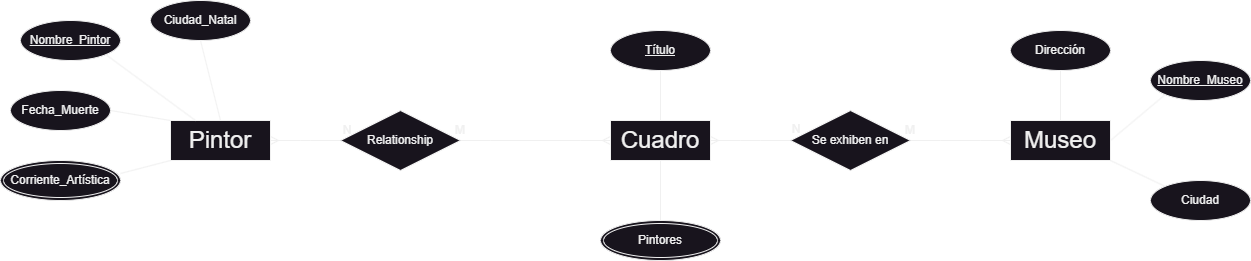 Ciudad_Natal
Nombre_Pintor
Fecha_Muerte
Corriente_Artística
Pintor
N
Relationship
M
Título
Cuadro
Pintores
N
Se exhiben en
M
Dirección
Nombre_Museo
Museo
Ciudad